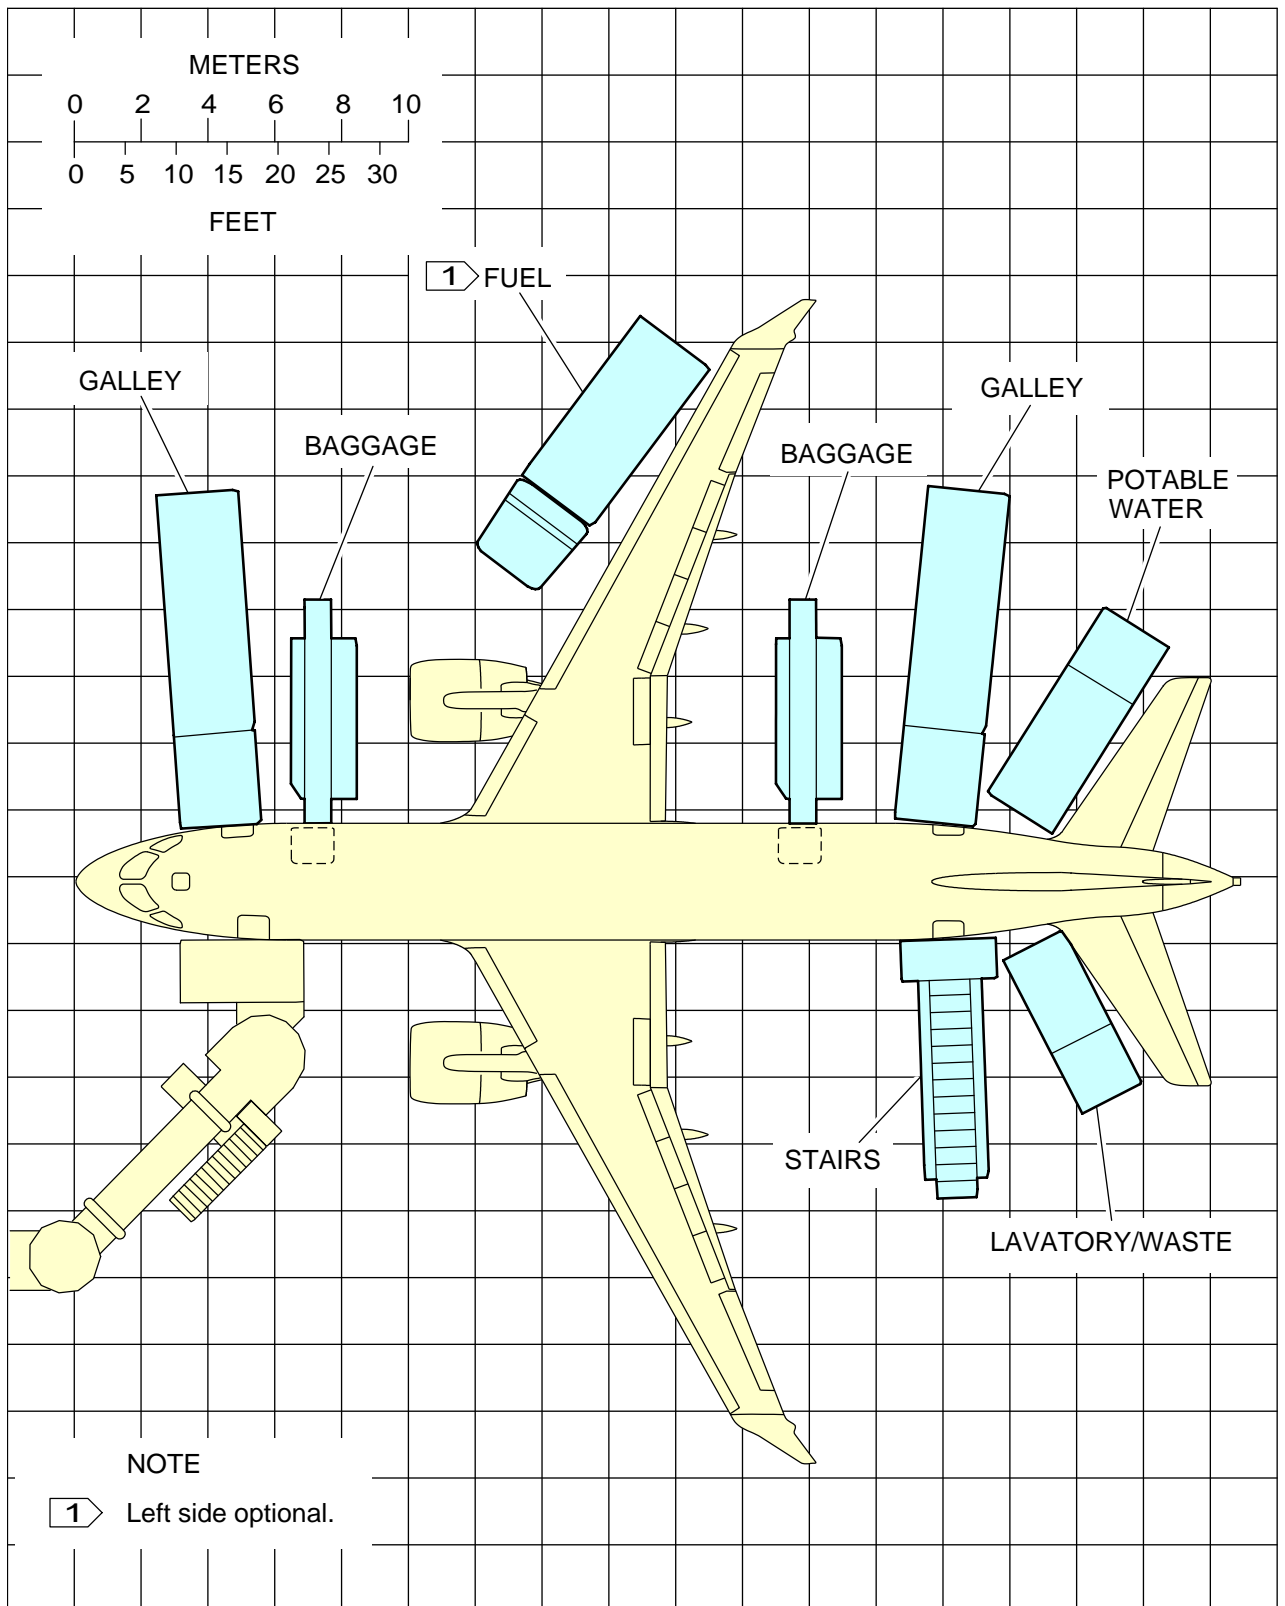 METERS
0 2 4 6 8 10
0 5 10 15 20 25 30
FEET
1 FUEL
GALLEY
GALLEY
BAGGAGE
BAGGAGE
POTABLE
WATER
STAIRS
LAVATORY/WASTE
NOTE
1 Left side optional.